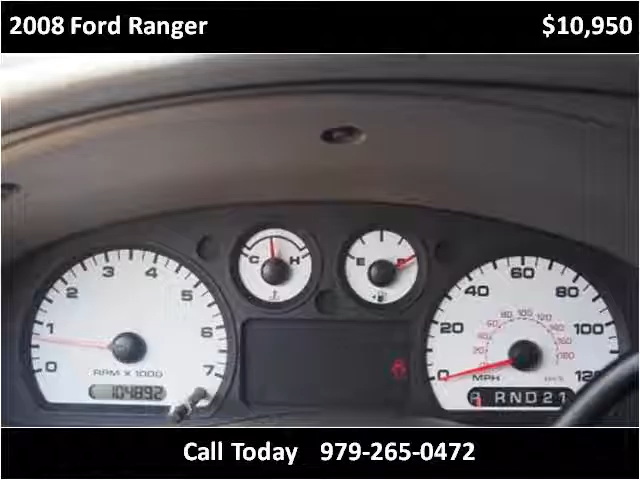 2008 Ford Ranger $10,950
C H
E F
1 2 3 4 5 6 7 0
RPM X 1000
104892
0 20 40 60 80 100 120
MPH
km/h
P RND21
Call Today 979-265-0472